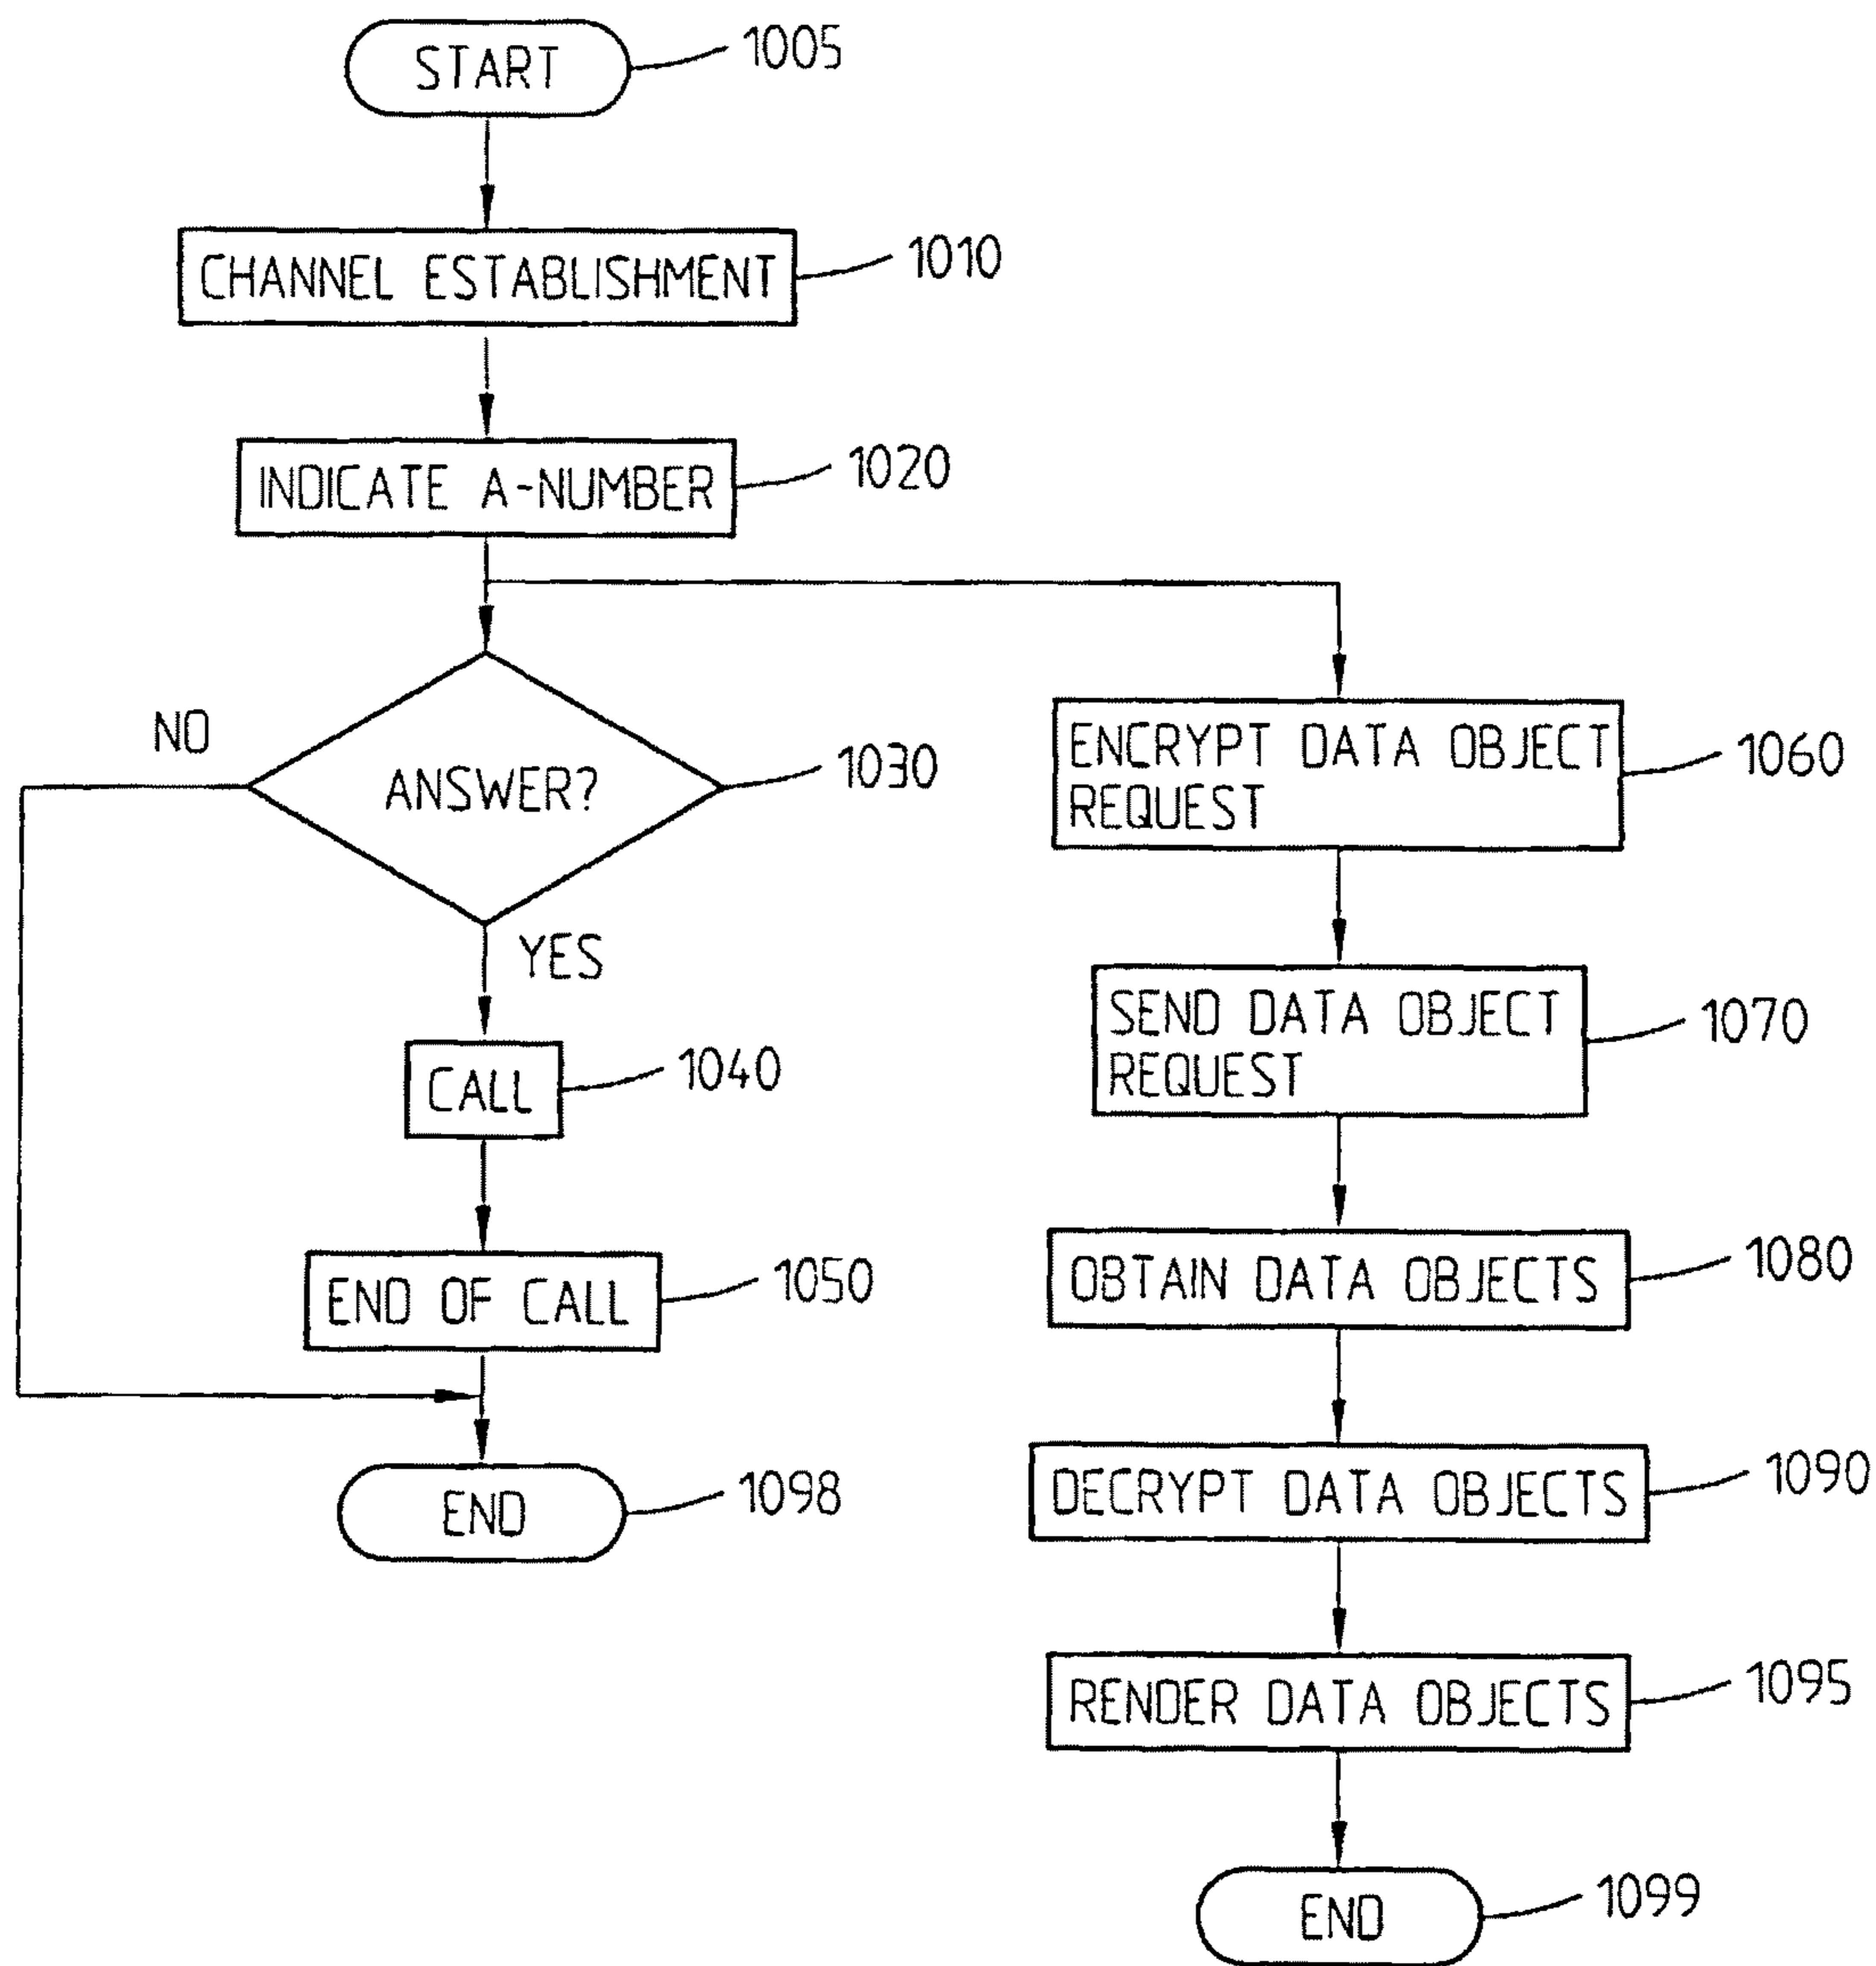 START
1005
CHANNEL ESTABLISHMENT
1010
INDICATE A-NUMBER
1020
NO
ANSWER?
1030
YES
CALL
1040
END OF CALL
1050
END
1098
ENCRYPT DATA OBJECT
REQUEST
1060
SEND DATA OBJECT
REQUEST
1070
OBTAIN DATA OBJECTS
1080
DECRYPT DATA OBJECTS
1090
RENDER DATA OBJECTS
1095
END
1099